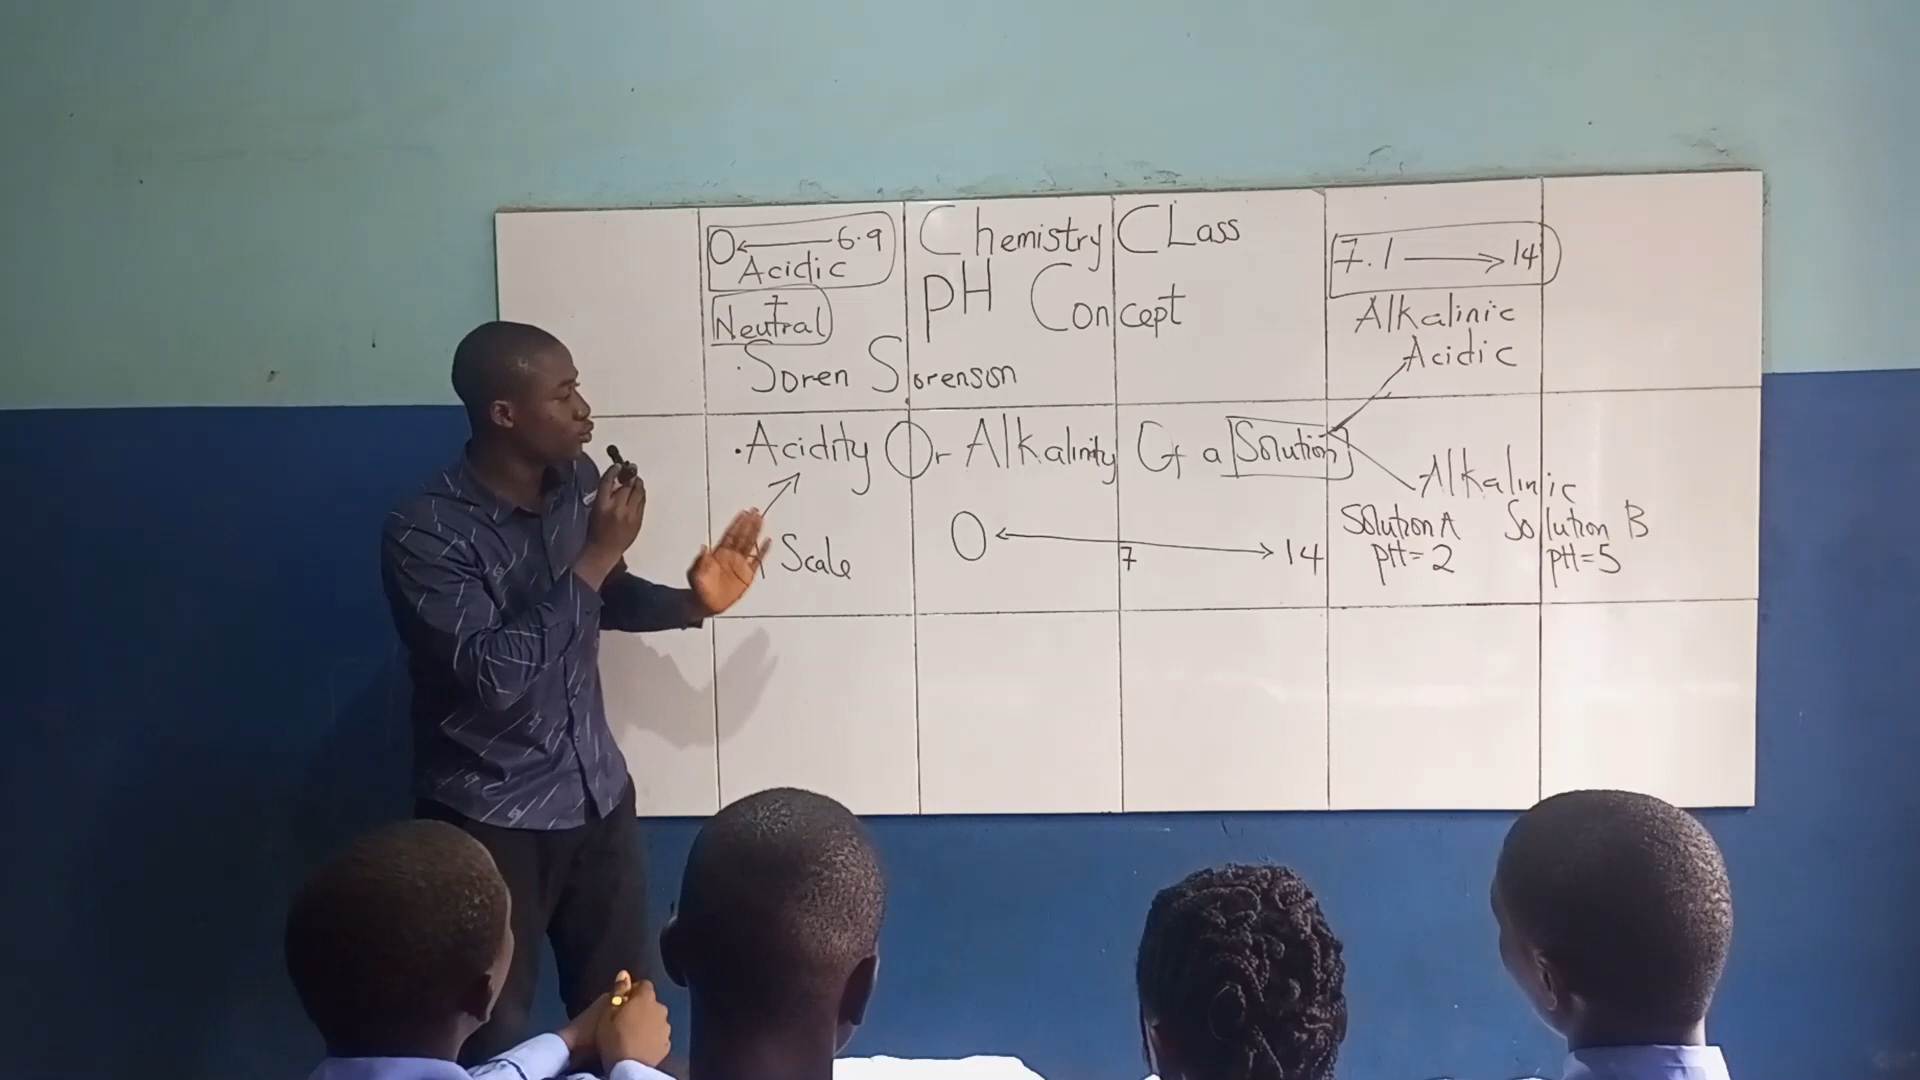 Chemistry CLass
PH Concept
0 ← 6.9
Acidic
7
Neutral
7.1 → 14
Alkalinic
Acidic
· Soren Sorenson
· Acidity Or Alkalinity Of a Solution
Alkalinic
Scale
0 ↔ 14
7
Solution A Solution B
pH=2 pH=5